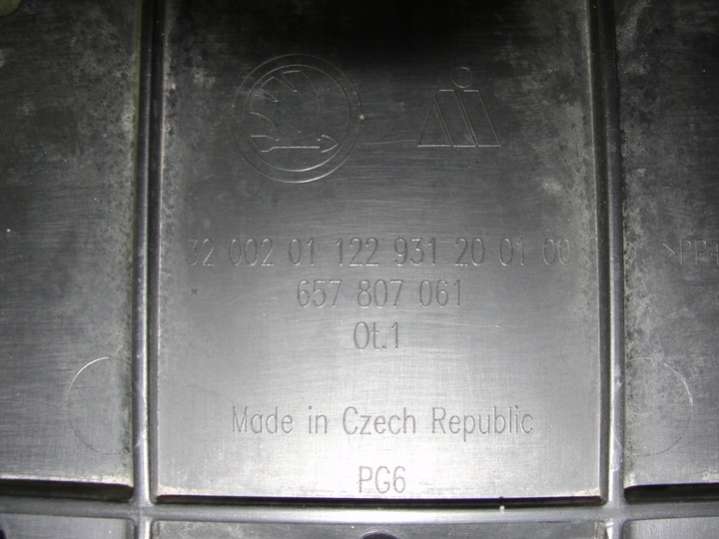 32 002 01 122 931 20 01 00
657 807 061
Ot.1
Made in Czech Republic
PG6